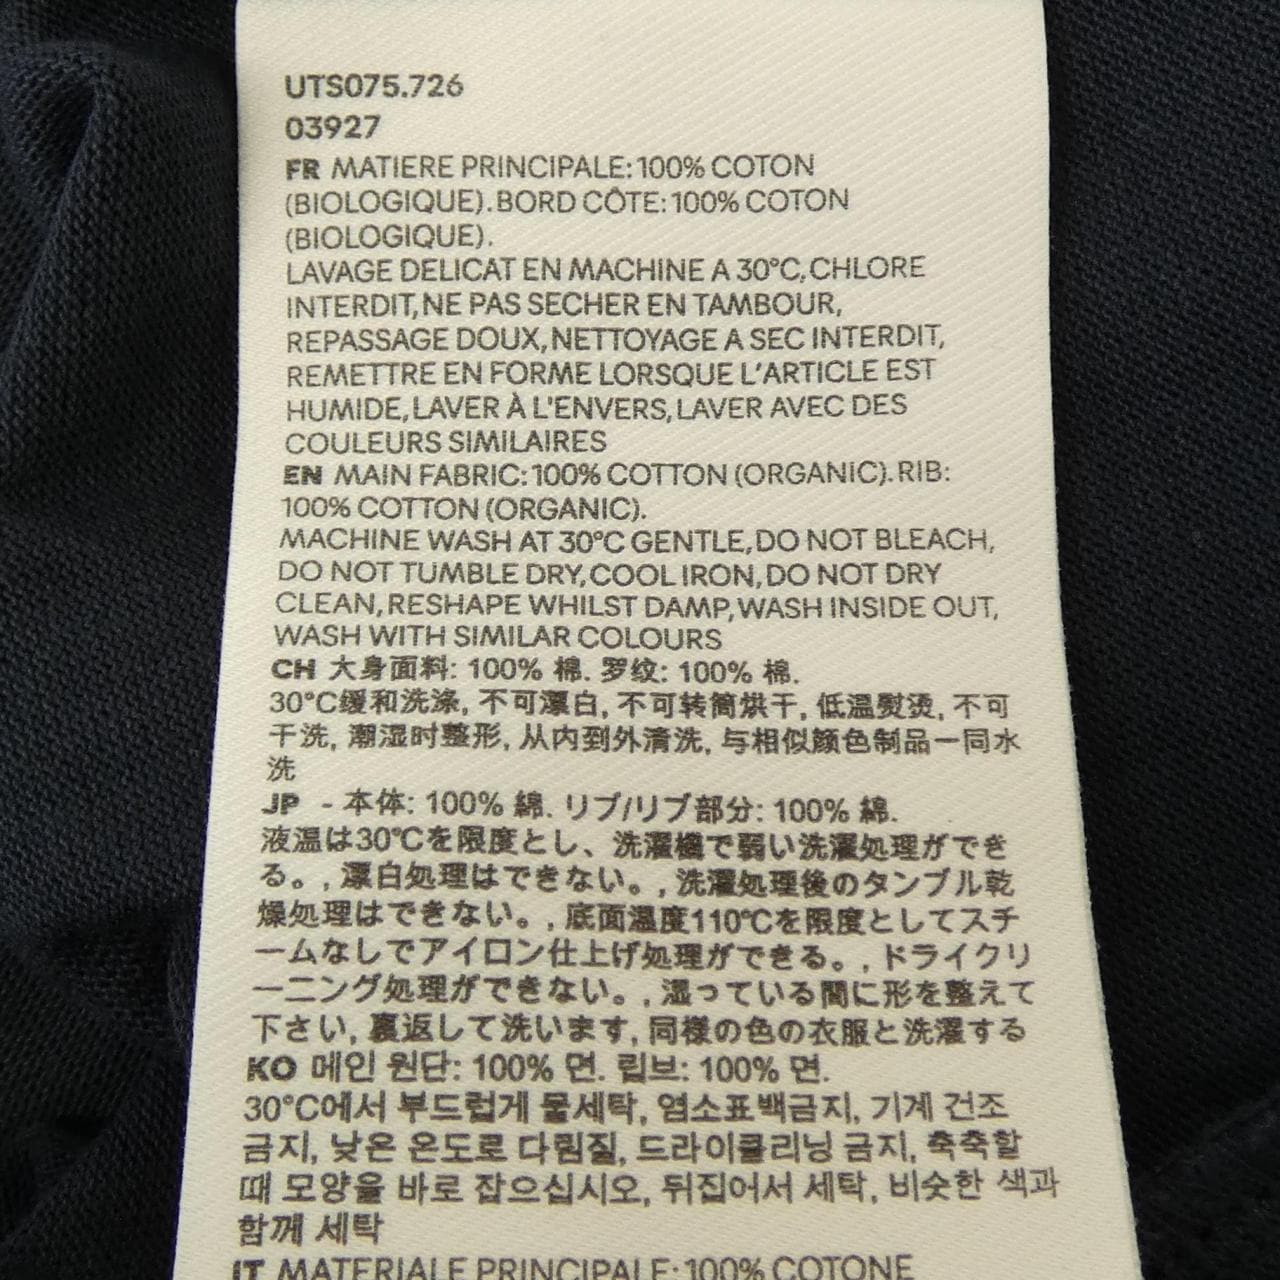 UTS075.726
03927
FR MATIERE PRINCIPALE: 100% COTON
(BIOLOGIQUE). BORD CÔTE: 100% COTON
(BIOLOGIQUE).
LAVAGE DELICAT EN MACHINE A 30°C, CHLORE
INTERDIT, NE PAS SECHER EN TAMBOUR,
REPASSAGE DOUX, NETTOYAGE A SEC INTERDIT,
REMETTRE EN FORME LORSQUE L'ARTICLE EST
HUMIDE, LAVER À L'ENVERS, LAVER AVEC DES
COULEURS SIMILAIRES
EN MAIN FABRIC: 100% COTTON (ORGANIC). RIB:
100% COTTON (ORGANIC).
MACHINE WASH AT 30°C GENTLE, DO NOT BLEACH,
DO NOT TUMBLE DRY, COOL IRON, DO NOT DRY
CLEAN, RESHAPE WHILST DAMP, WASH INSIDE OUT,
WASH WITH SIMILAR COLOURS
CH 大身面料: 100% 棉. 罗纹: 100% 棉.
30°C缓和洗涤, 不可漂白, 不可转筒烘干, 低温熨烫, 不可
干洗, 潮湿时整形, 从内到外清洗, 与相似颜色制品一同水
洗
JP - 本体: 100% 綿. リブ/リブ部分: 100% 綿.
液温は30℃を限度とし、洗濯機で弱い洗濯処理ができ
る。, 漂白処理はできない。, 洗濯処理後のタンブル乾
燥処理はできない。, 底面温度110℃を限度としてスチ
ームなしでアイロン仕上げ処理ができる。, ドライクリ
ーニング処理ができない。, 湿っている間に形を整えて
下さい, 裏返して洗います, 同様の色の衣服と洗濯する
KO 메인 원단: 100% 면. 립브: 100% 면.
30°C에서 부드럽게 물세탁, 염소표백금지, 기계 건조
금지, 낮은 온도로 다림질, 드라이클리닝 금지, 축축할
때 모양을 바로 잡으십시오, 뒤집어서 세탁, 비슷한 색과
함께 세탁
IT MATERIALE PRINCIPALE: 100% COTONE